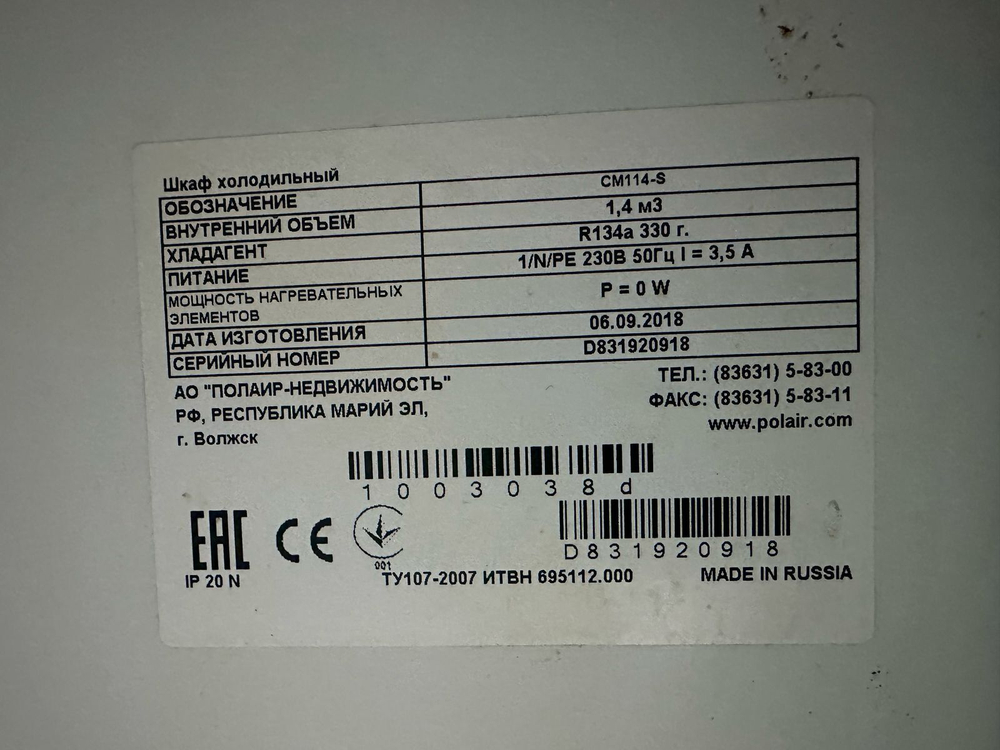 Шкаф холодильный
ОБОЗНАЧЕНИЕ CM114-S
ВНУТРЕННИЙ ОБЪЕМ 1,4 м3
ХЛАДАГЕНТ R134a 330 г.
ПИТАНИЕ 1/N/PE 230В 50Гц I = 3,5 А
МОЩНОСТЬ НАГРЕВАТЕЛЬНЫХ
ЭЛЕМЕНТОВ P = 0 W
ДАТА ИЗГОТОВЛЕНИЯ 06.09.2018
СЕРИЙНЫЙ НОМЕР D831920918
АО "ПОЛАИР-НЕДВИЖИМОСТЬ" ТЕЛ.: (83631) 5-83-00
РФ, РЕСПУБЛИКА МАРИЙ ЭЛ, ФАКС: (83631) 5-83-11
г. Волжск www.polair.com
1003038d
EAC CE
001
D831920918
IP 20 N ТУ107-2007 ИТВН 695112.000 MADE IN RUSSIA